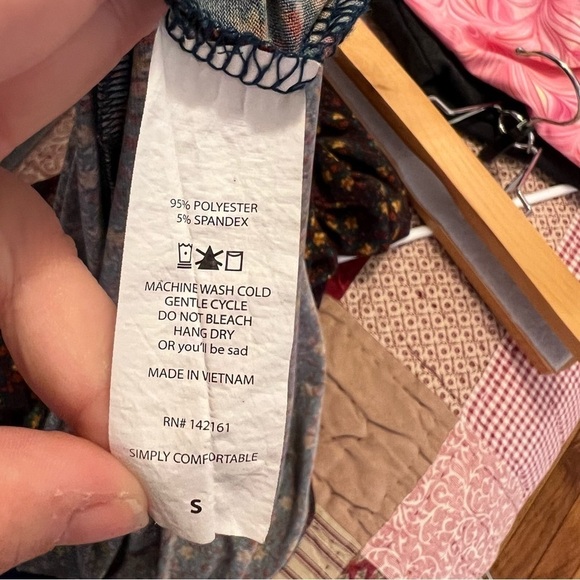 95% POLYESTER
5% SPANDEX
MACHINE WASH COLD
GENTLE CYCLE
DO NOT BLEACH
HANG DRY
OR you'll be sad
MADE IN VIETNAM
RN# 142161
SIMPLY COMFORTABLE
S